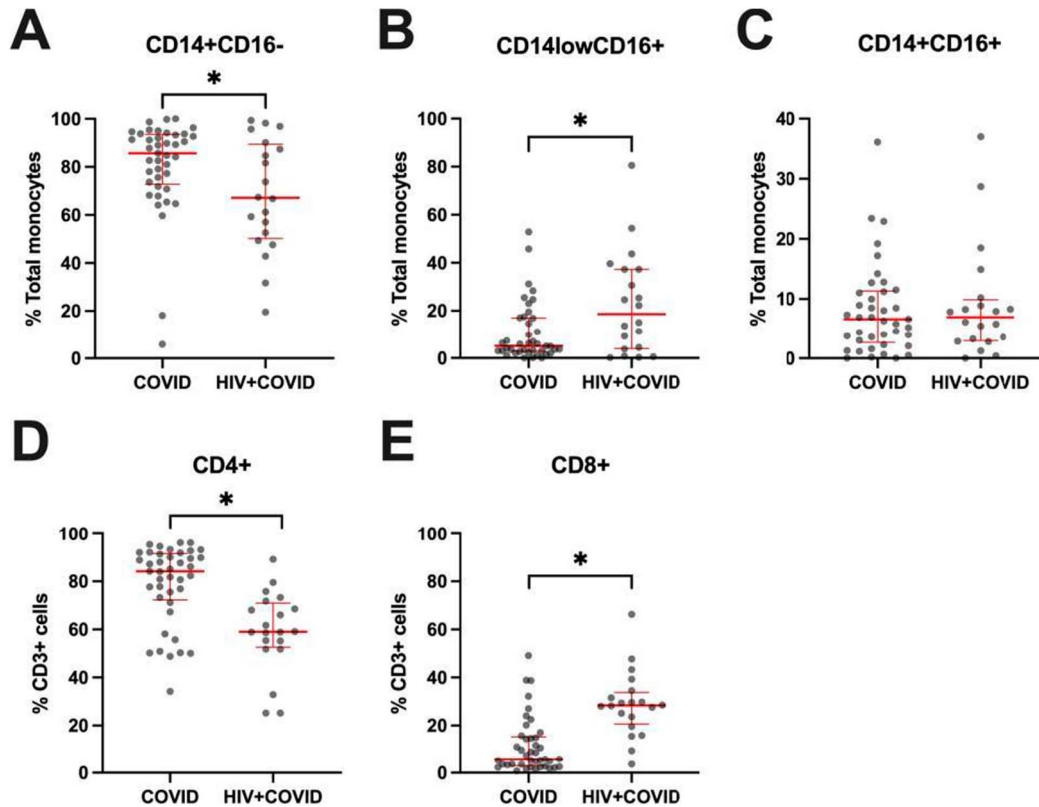 A
CD14+CD16-
*
% Total monocytes
100
80
60
40
20
0
COVID
HIV+COVID
B
CD14lowCD16+
*
% Total monocytes
100
80
60
40
20
0
COVID
HIV+COVID
C
CD14+CD16+
% Total monocytes
40
30
20
10
0
COVID
HIV+COVID
D
CD4+
*
% CD3+ cells
100
80
60
40
20
0
COVID
HIV+COVID
E
CD8+
*
% CD3+ cells
100
80
60
40
20
0
COVID
HIV+COVID